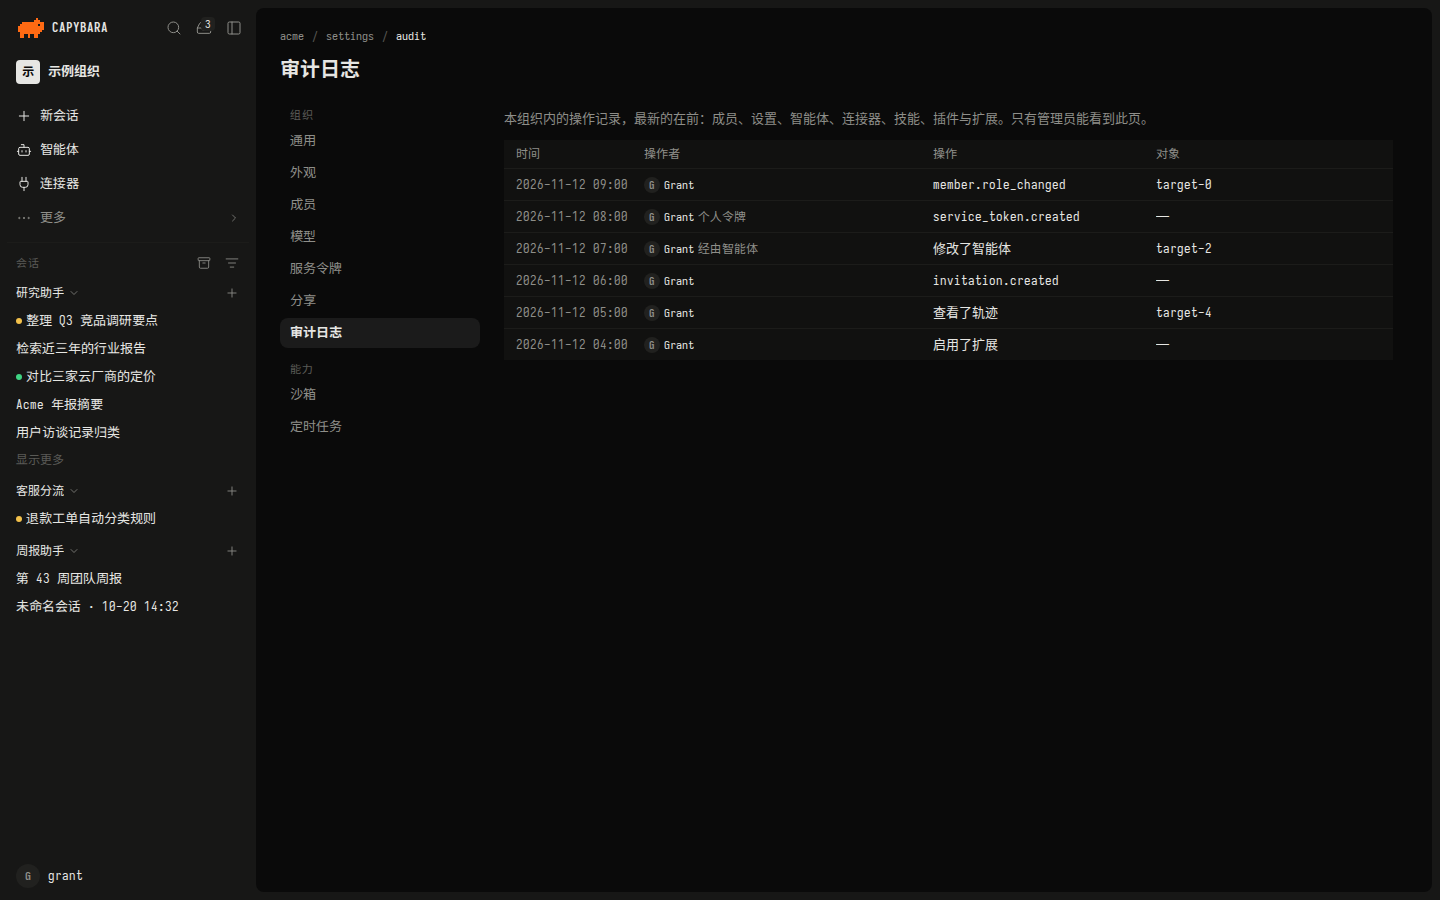 CAPYBARA
3
示 示例组织
新会话
智能体
连接器
更多
会话
研究助手
整理 Q3 竞品调研要点
检索近三年的行业报告
对比三家云厂商的定价
Acme 年报摘要
用户访谈记录归类
显示更多
客服分流
退款工单自动分类规则
周报助手
第 43 周团队周报
未命名会话 · 10-20 14:32
G grant
acme / settings / audit
审计日志
组织
通用
外观
成员
模型
服务令牌
分享
审计日志
能力
沙箱
定时任务
本组织内的操作记录，最新的在前：成员、设置、智能体、连接器、技能、插件与扩展。只有管理员能看到此页。
时间 操作者 操作 对象
2026-11-12 09:00 G Grant member.role_changed target-0
2026-11-12 08:00 G Grant 个人令牌 service_token.created —
2026-11-12 07:00 G Grant 经由智能体 修改了智能体 target-2
2026-11-12 06:00 G Grant invitation.created —
2026-11-12 05:00 G Grant 查看了轨迹 target-4
2026-11-12 04:00 G Grant 启用了扩展 —